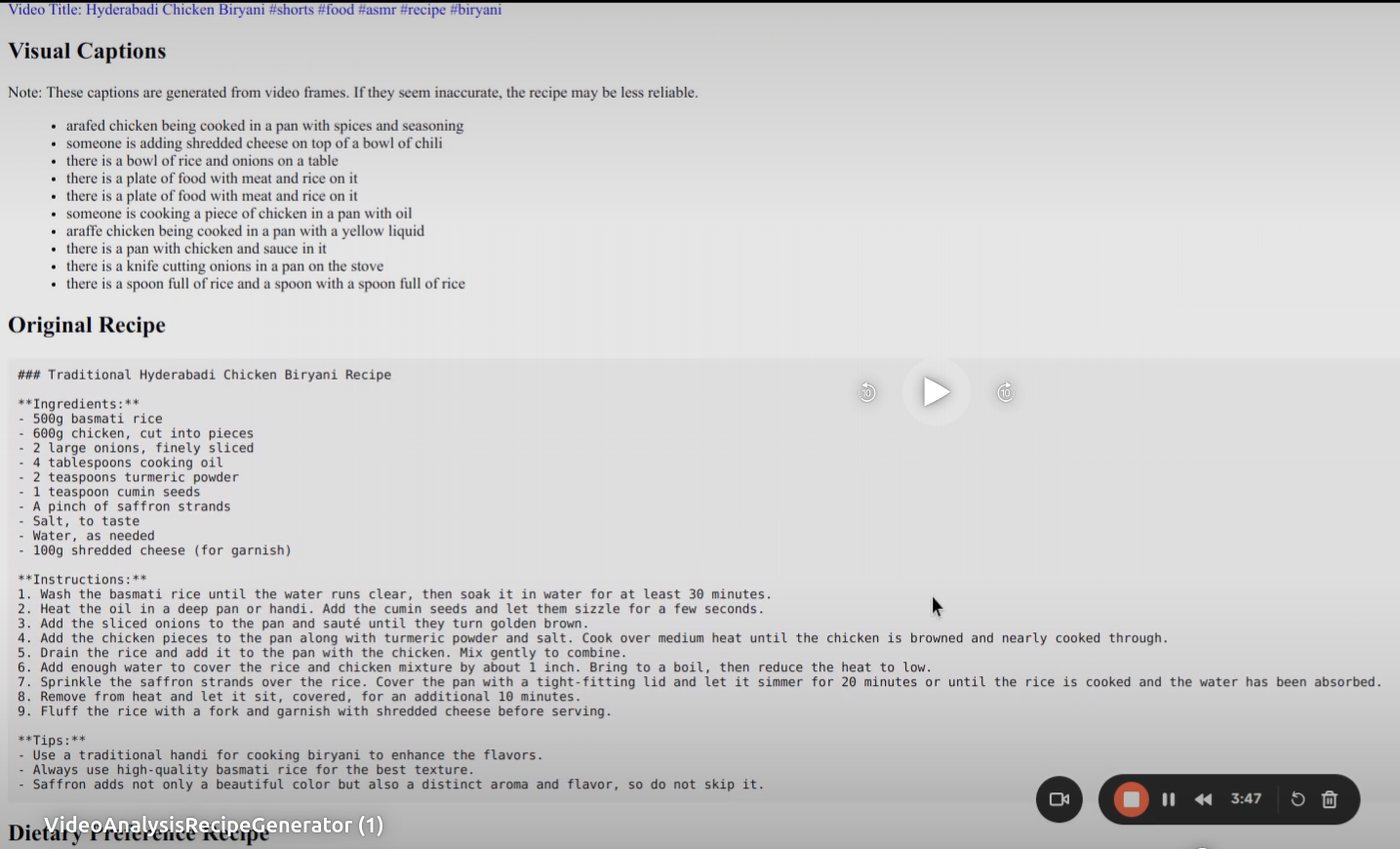 Video Title: Hyderabadi Chicken Biryani #shorts #food #asmr #recipe #biryani
Visual Captions
Note: These captions are generated from video frames. If they seem inaccurate, the recipe may be less reliable.
• arafed chicken being cooked in a pan with spices and seasoning
• someone is adding shredded cheese on top of a bowl of chili
• there is a bowl of rice and onions on a table
• there is a plate of food with meat and rice on it
• there is a plate of food with meat and rice on it
• someone is cooking a piece of chicken in a pan with oil
• araffe chicken being cooked in a pan with a yellow liquid
• there is a pan with chicken and sauce in it
• there is a knife cutting onions in a pan on the stove
• there is a spoon full of rice and a spoon with a spoon full of rice
Original Recipe
### Traditional Hyderabadi Chicken Biryani Recipe
**Ingredients:**
- 500g basmati rice
- 600g chicken, cut into pieces
- 2 large onions, finely sliced
- 4 tablespoons cooking oil
- 2 teaspoons turmeric powder
- 1 teaspoon cumin seeds
- A pinch of saffron strands
- Salt, to taste
- Water, as needed
- 100g shredded cheese (for garnish)
**Instructions:**
1. Wash the basmati rice until the water runs clear, then soak it in water for at least 30 minutes.
2. Heat the oil in a deep pan or handi. Add the cumin seeds and let them sizzle for a few seconds.
3. Add the sliced onions to the pan and sauté until they turn golden brown.
4. Add the chicken pieces to the pan along with turmeric powder and salt. Cook over medium heat until the chicken is browned and nearly cooked through.
5. Drain the rice and add it to the pan with the chicken. Mix gently to combine.
6. Add enough water to cover the rice and chicken mixture by about 1 inch. Bring to a boil, then reduce the heat to low.
7. Sprinkle the saffron strands over the rice. Cover the pan with a tight-fitting lid and let it simmer for 20 minutes or until the rice is cooked and the water has been absorbed.
8. Remove from heat and let it sit, covered, for an additional 10 minutes.
9. Fluff the rice with a fork and garnish with shredded cheese before serving.
**Tips:**
- Use a traditional handi for cooking biryani to enhance the flavors.
- Always use high-quality basmati rice for the best texture.
- Saffron adds not only a beautiful color but also a distinct aroma and flavor, so do not skip it.
10
10
3:47
Dietary Preference Recipe
VideoAnalysisRecipeGenerator (1)